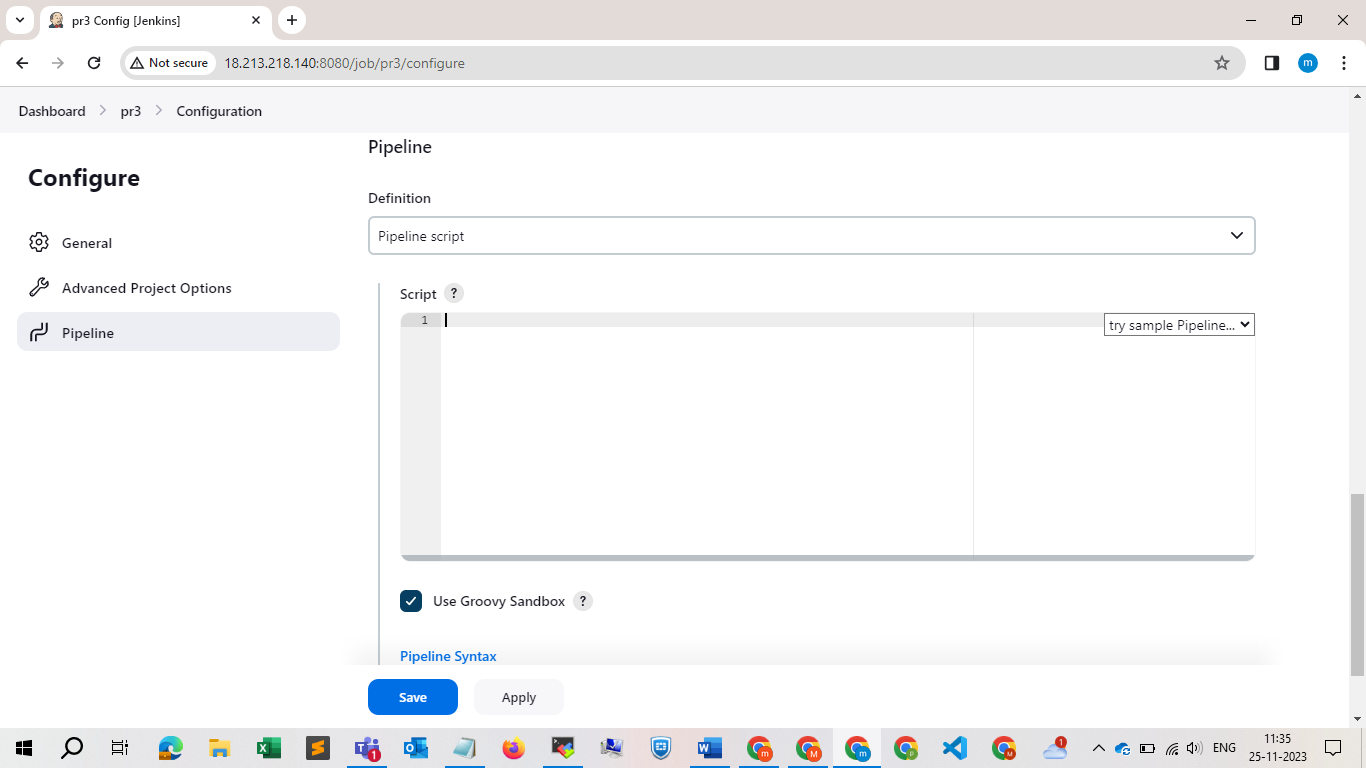 pr3 Config [Jenkins]
Not secure
18.213.218.140:8080/job/pr3/configure
m
Dashboard
pr3
Configuration
Configure
General
Advanced Project Options
Pipeline
Pipeline
Definition
Pipeline script
Script ?
1
try sample Pipeline...
Use Groovy Sandbox ?
Pipeline Syntax
Save
Apply
1
m
M
m
M
1
ENG
11:35
25-11-2023